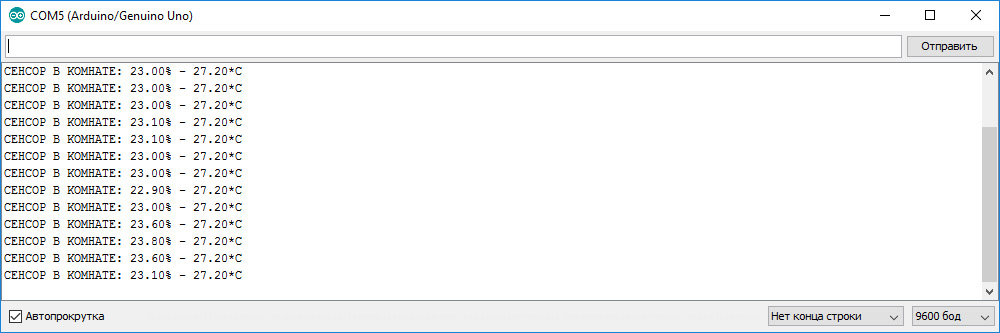 COM5 (Arduino/Genuino Uno)
Отправить
СЕНСОР В КОМНАТЕ: 23.00% - 27.20*C
СЕНСОР В КОМНАТЕ: 23.00% - 27.20*C
СЕНСОР В КОМНАТЕ: 23.00% - 27.20*C
СЕНСОР В КОМНАТЕ: 23.10% - 27.20*C
СЕНСОР В КОМНАТЕ: 23.10% - 27.20*C
СЕНСОР В КОМНАТЕ: 23.00% - 27.20*C
СЕНСОР В КОМНАТЕ: 23.00% - 27.20*C
СЕНСОР В КОМНАТЕ: 22.90% - 27.20*C
СЕНСОР В КОМНАТЕ: 23.00% - 27.20*C
СЕНСОР В КОМНАТЕ: 23.60% - 27.20*C
СЕНСОР В КОМНАТЕ: 23.80% - 27.20*C
СЕНСОР В КОМНАТЕ: 23.60% - 27.20*C
СЕНСОР В КОМНАТЕ: 23.10% - 27.20*C
Автопрокрутка Нет конца строки 9600 бод